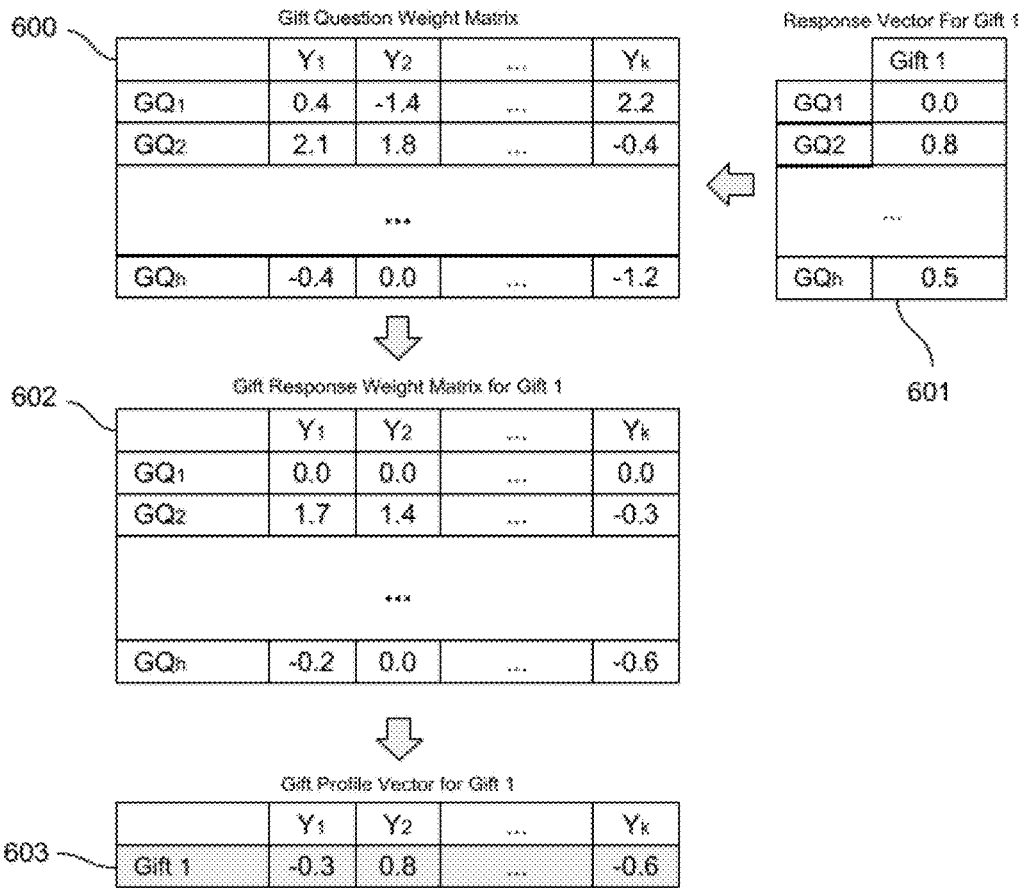 Gift Question Weight Matrix
600
Y1 Y2 ... Yk
GQ1 0.4 -1.4 ... 2.2
GQ2 2.1 1.8 ... -0.4
...
GQh -0.4 0.0 ... -1.2
Response Vector For Gift 1
Gift 1
GQ1 0.0
GQ2 0.8
...
GQh 0.5
601
Gift Response Weight Matrix for Gift 1
602
Y1 Y2 ... Yk
GQ1 0.0 0.0 ... 0.0
GQ2 1.7 1.4 ... -0.3
...
GQh -0.2 0.0 ... -0.6
Gift Profile Vector for Gift 1
603
Y1 Y2 ... Yk
Gift 1 -0.3 0.8 ... -0.6